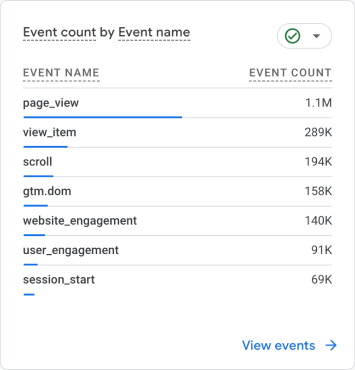 Event count by Event name
EVENT NAME EVENT COUNT
page_view 1.1M
view_item 289K
scroll 194K
gtm.dom 158K
website_engagement 140K
user_engagement 91K
session_start 69K
View events